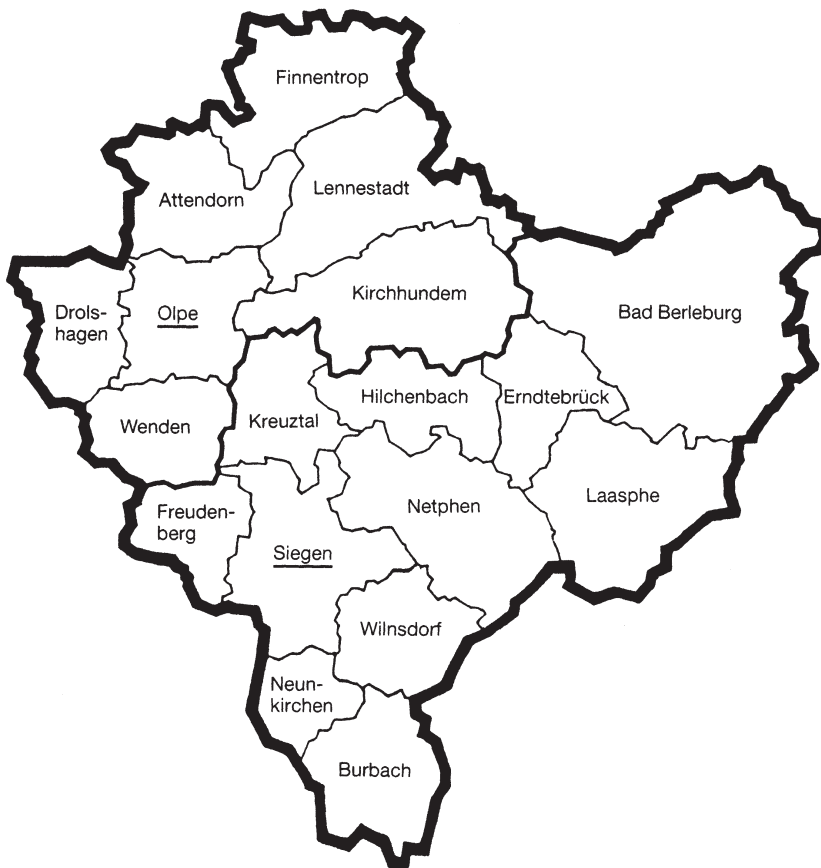 Finnentrop
Attendorn
Lennestadt
Drols-
hagen
Olpe
Kirchhundem
Bad Berleburg
Wenden
Kreuztal
Hilchenbach
Erndtebrück
Freuden-
berg
Siegen
Netphen
Laasphe
Wilnsdorf
Neun-
kirchen
Burbach